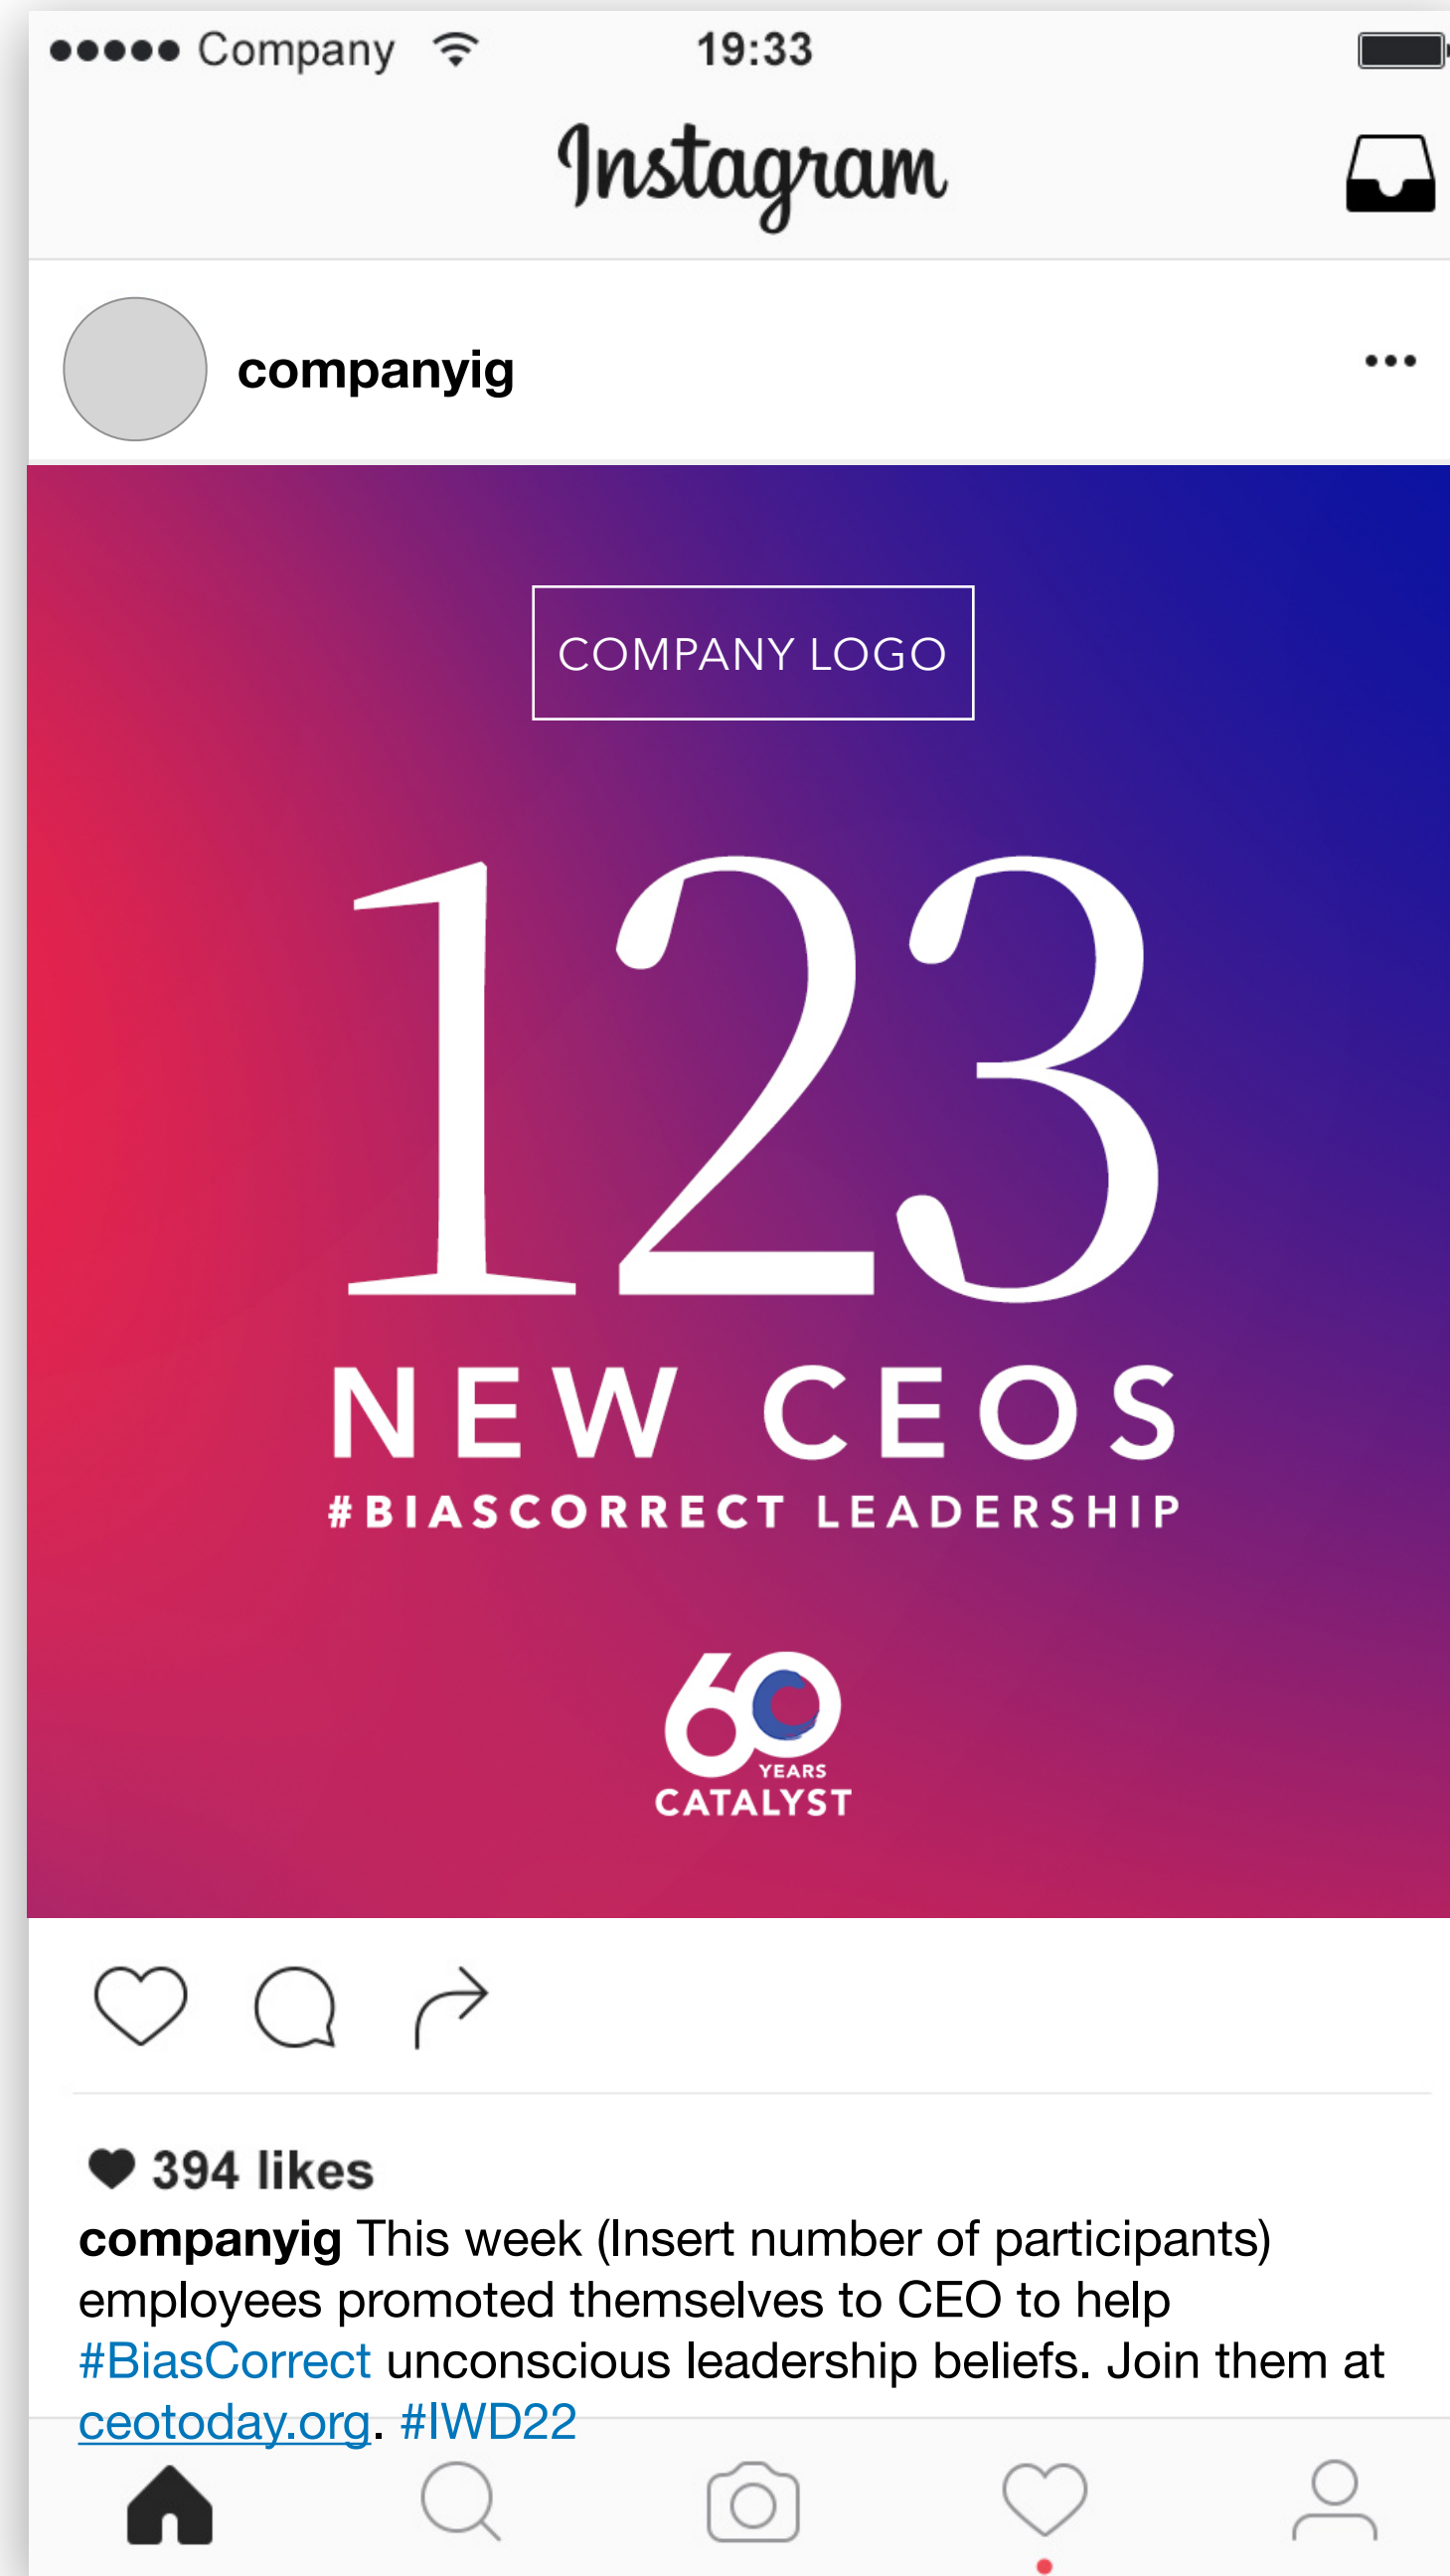 Company 19:33
Instagram
companyig
COMPANY LOGO
123
NEW CEOS
#BIASCORRECT LEADERSHIP
60
YEARS
CATALYST
394 likes
companyig This week (Insert number of participants)
employees promoted themselves to CEO to help
#BiasCorrect unconscious leadership beliefs. Join them at
ceotoday.org. #IWD22